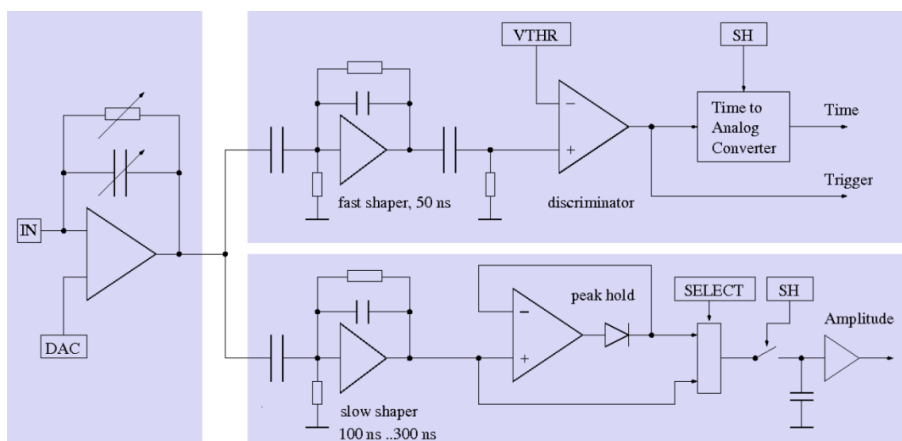 VTHR
SH
Time to
Analog
Converter
Time
Trigger
−
+
fast shaper, 50 ns
discriminator
IN
DAC
SELECT
SH
peak hold
Amplitude
−
+
slow shaper
100 ns ..300 ns